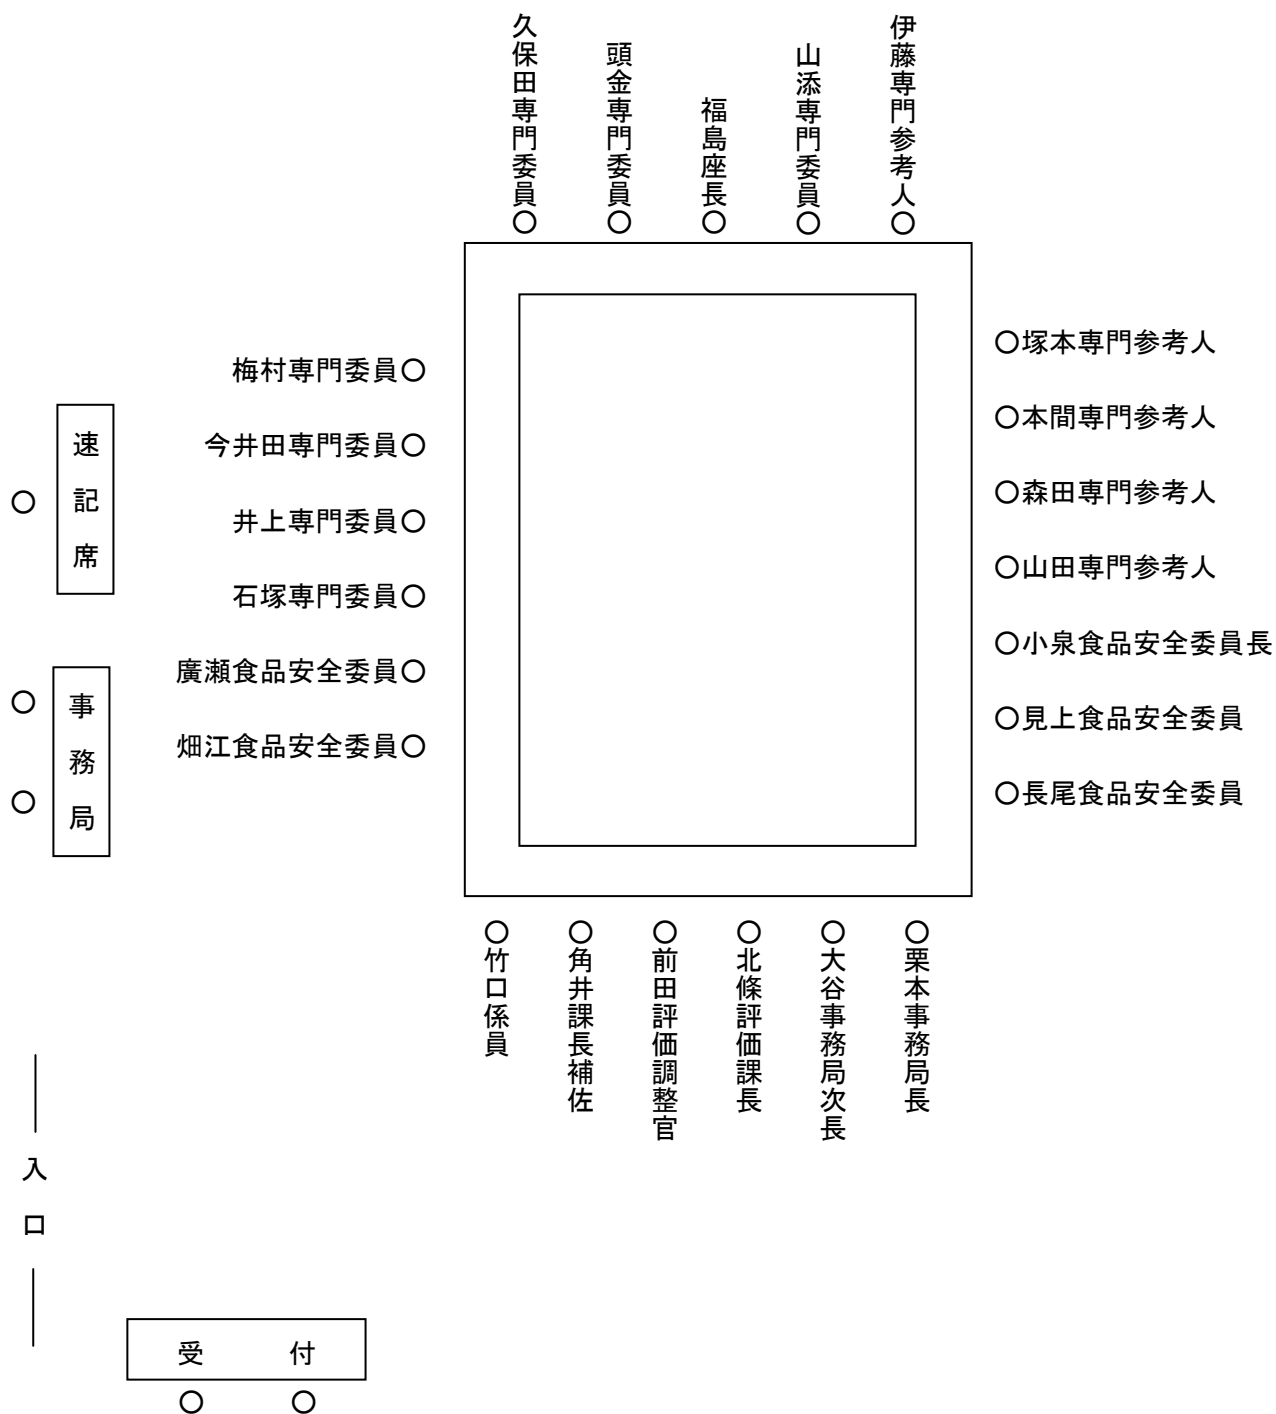 久保田専門委員○
頭金専門委員○
福島座長○
山添専門委員○
伊藤専門参考人○
梅村専門委員○
今井田専門委員○
井上専門委員○
石塚専門委員○
廣瀬食品安全委員○
畑江食品安全委員○
○塚本専門参考人
○本間専門参考人
○森田専門参考人
○山田専門参考人
○小泉食品安全委員長
○見上食品安全委員
○長尾食品安全委員
速記席
○
事務局
○
○
○竹口係員
○角井課長補佐
○前田評価調整官
○北條評価課長
○大谷事務局次長
○栗本事務局長
入口
受付
○ ○